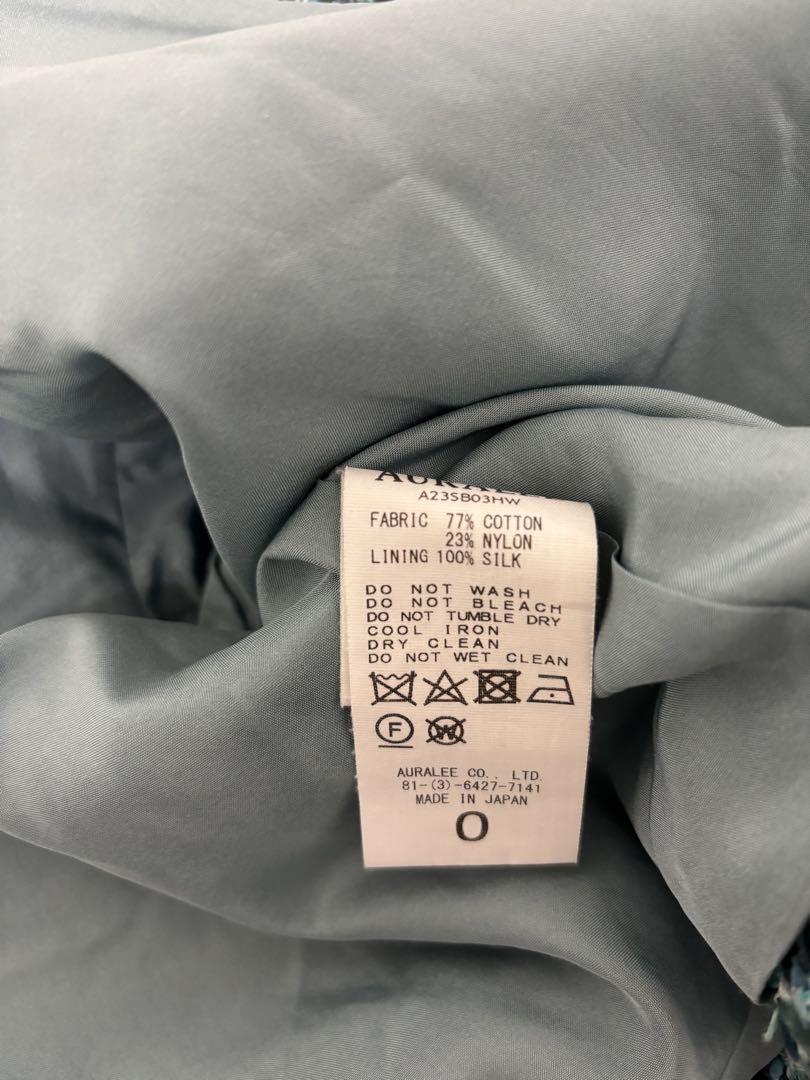 AURALEE
A23SB03HW
FABRIC 77% COTTON
23% NYLON
LINING 100% SILK
DO NOT WASH
DO NOT BLEACH
DO NOT TUMBLE DRY
COOL IRON
DRY CLEAN
DO NOT WET CLEAN
F W
AURALEE CO., LTD.
81-(3)-6427-7141
MADE IN JAPAN
0